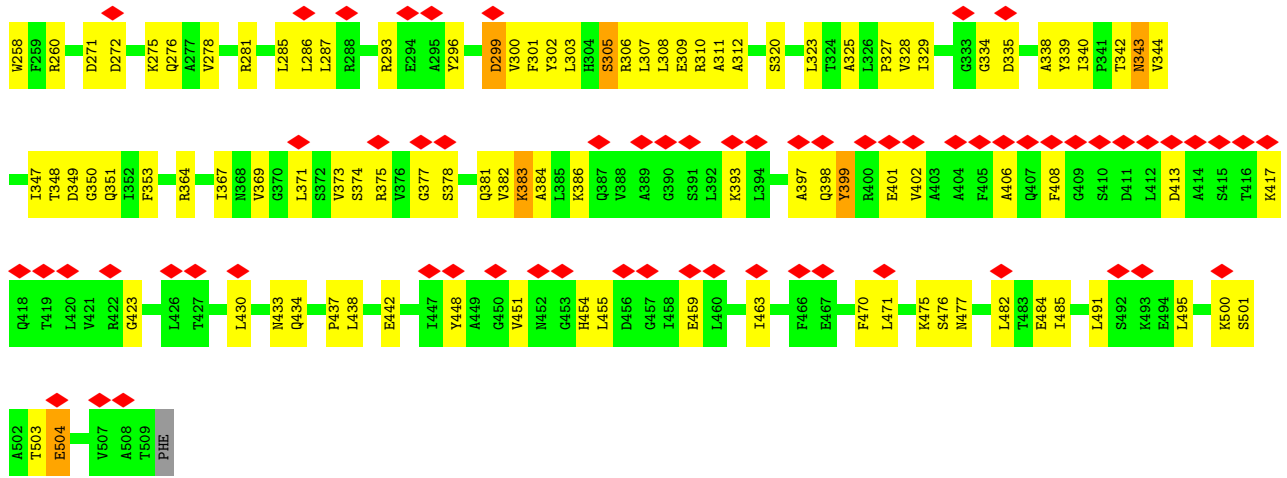 W258 F259 R260 D271 D272 K275 Q276 A277 V278 R281 L285 L286 L287 R288 R293 E294 A295 Y296 D299 V300 F301 Y302 L303 H304 S305 R306 L307 L308 E309 R310 A311 A312 S320 L323 T324 A325 L326 P327 V328 I329 G333 G334 D335 A338 Y339 I340 P341 T342 N343 V344
I347 T348 D349 G350 Q351 I352 F353 R364 I367 N368 V369 G370 L371 S372 V373 S374 R375 V376 G377 S378 Q381 V382 K383 A384 L385 K386 Q387 V388 A389 G390 S391 L392 K393 L394 A397 Q398 Y399 R400 E401 V402 A403 A404 F405 A406 Q407 F408 G409 S410 D411 L412 D413 A414 S415 T416 K417
Q418 T419 L420 V421 R422 G423 L426 T427 L430 N433 Q434 P437 L438 E442 I447 Y448 A449 G450 V451 N452 G453 H454 L455 D456 G457 I458 E459 L460 I463 F466 E467 F470 L471 K475 S476 N477 L482 T483 E484 I485 L491 S492 K493 E494 L495 K500 S501
A502 T503 E504 V507 A508 T509 PHE